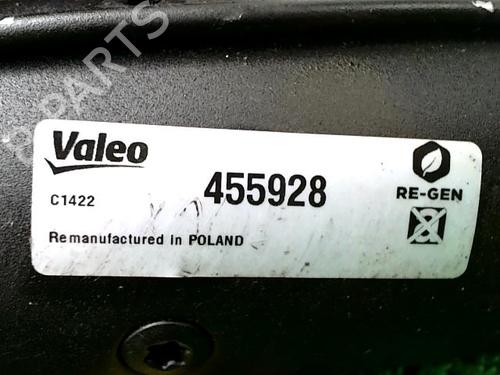 B-PARTS
Valeo
455928
RE-GEN
C1422
a
Remanufactured in POLAND